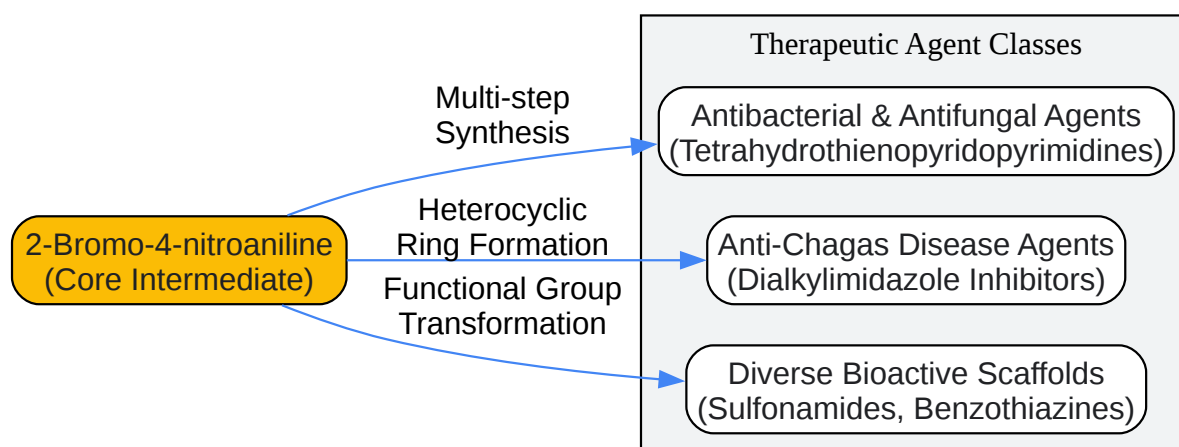 Therapeutic Agent Classes
Multi-step
Synthesis
Antibacterial & Antifungal Agents
(Tetrahydrothienopyridopyrimidines)
2-Bromo-4-nitroaniline
(Core Intermediate)
Heterocyclic
Ring Formation
Anti-Chagas Disease Agents
(Dialkylimidazole Inhibitors)
Functional Group
Transformation
Diverse Bioactive Scaffolds
(Sulfonamides, Benzothiazines)